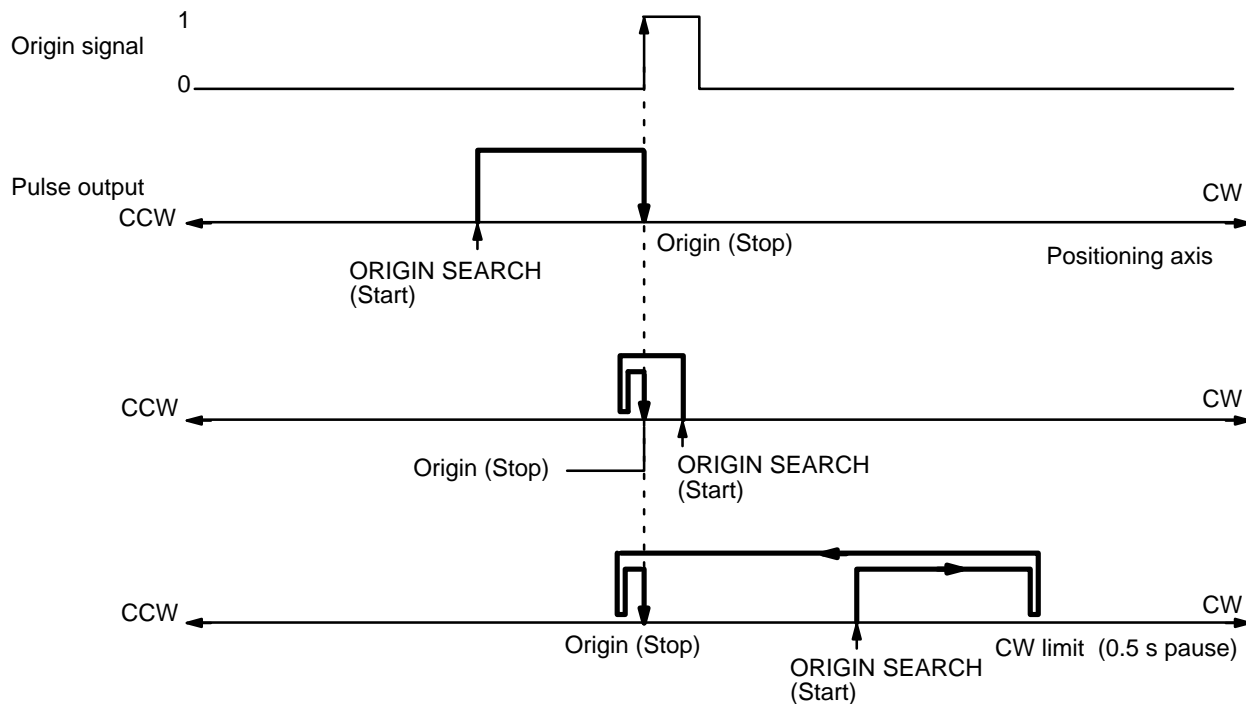 1
Origin signal
0
Pulse output
CCW
CW
Origin (Stop)
Positioning axis
ORIGIN SEARCH
(Start)
CCW
CW
Origin (Stop)
ORIGIN SEARCH
(Start)
CCW
CW
Origin (Stop)
CW limit (0.5 s pause)
ORIGIN SEARCH
(Start)